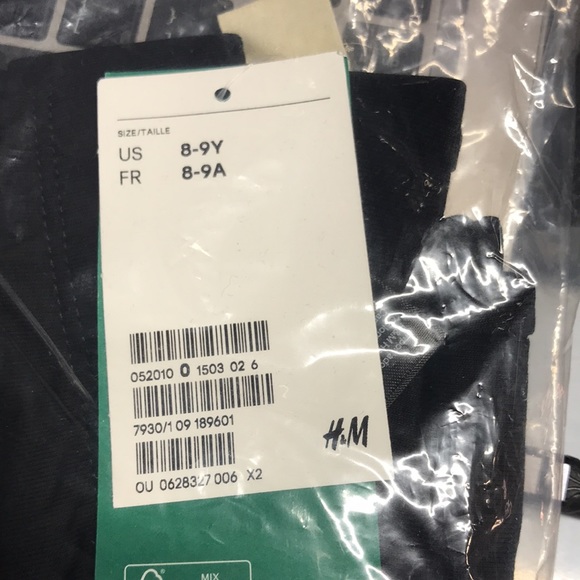 SIZE/TAILLE
US 8-9Y
FR 8-9A
052010 0 1503 02 6
7930/1 09 189601
H&M
OU 0628327 006 X2
MIX